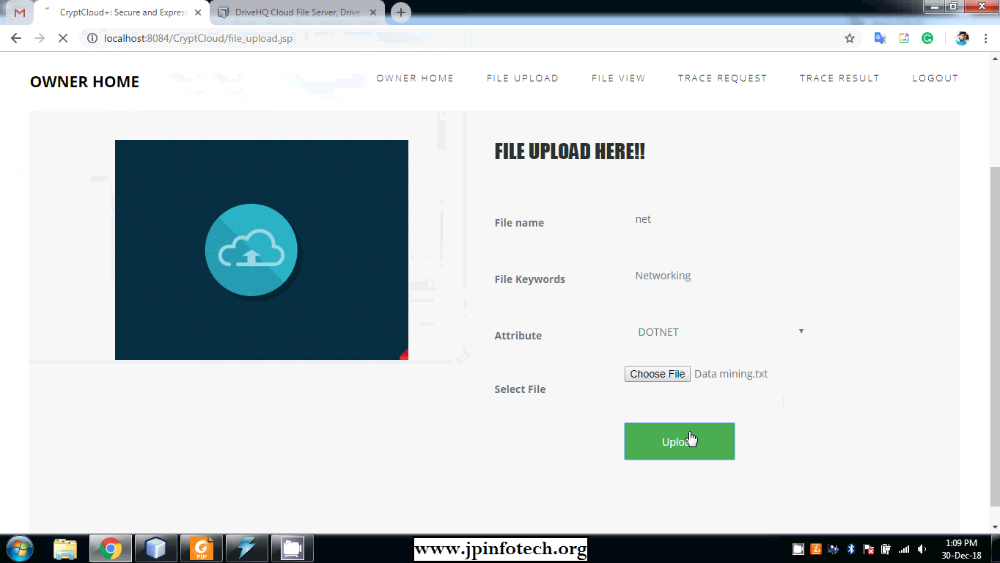 CryptCloud+: Secure and Express
DriveHQ Cloud File Server, Drive
localhost:8084/CryptCloud/file_upload.jsp
OWNER HOME
OWNER HOME FILE UPLOAD FILE VIEW TRACE REQUEST TRACE RESULT LOGOUT
FILE UPLOAD HERE!!
File name net
File Keywords Networking
Attribute DOTNET
Select File Choose File Data mining.txt
Upload
PDF
www.jpinfotech.org
1:09 PM
30-Dec-18